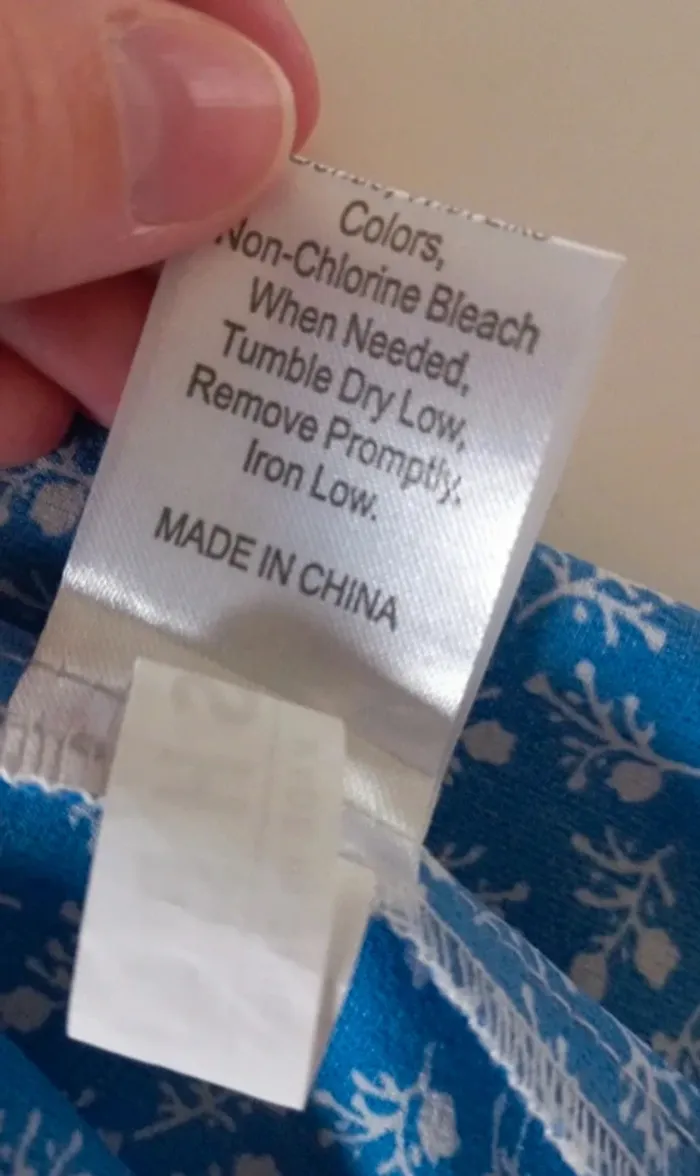 Colors,
Non-Chlorine Bleach
When Needed,
Tumble Dry Low,
Remove Promptly.
Iron Low.
MADE IN CHINA